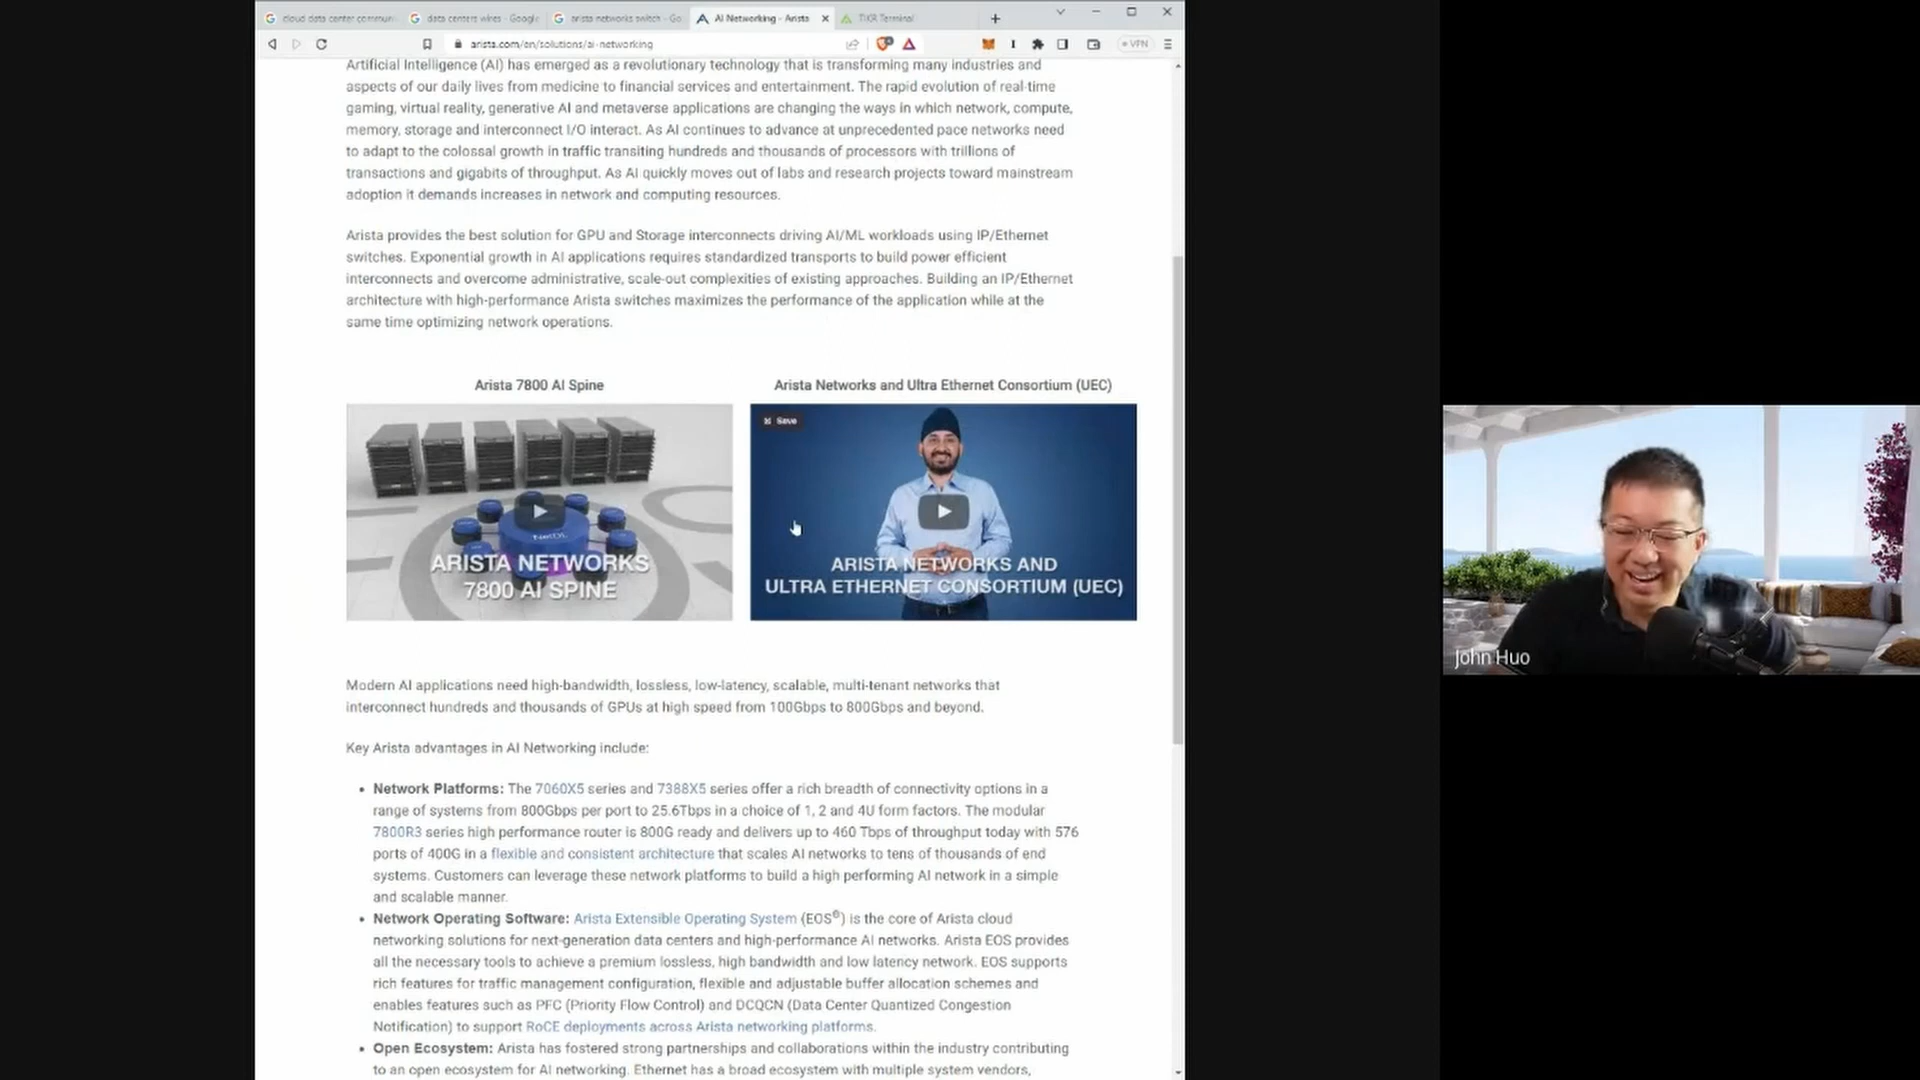 cloud data center commun
data centers wires - Google
arista networks switch - Go
AI Networking - Arista
TIKR Terminal
arista.com/en/solutions/ai-networking
VPN
Artificial Intelligence (AI) has emerged as a revolutionary technology that is transforming many industries and
aspects of our daily lives from medicine to financial services and entertainment. The rapid evolution of real-time
gaming, virtual reality, generative AI and metaverse applications are changing the ways in which network, compute,
memory, storage and interconnect I/O interact. As AI continues to advance at unprecedented pace networks need
to adapt to the colossal growth in traffic transiting hundreds and thousands of processors with trillions of
transactions and gigabits of throughput. As AI quickly moves out of labs and research projects toward mainstream
adoption it demands increases in network and computing resources.
Arista provides the best solution for GPU and Storage interconnects driving AI/ML workloads using IP/Ethernet
switches. Exponential growth in AI applications requires standardized transports to build power efficient
interconnects and overcome administrative, scale-out complexities of existing approaches. Building an IP/Ethernet
architecture with high-performance Arista switches maximizes the performance of the application while at the
same time optimizing network operations.
Arista 7800 AI Spine
Arista Networks and Ultra Ethernet Consortium (UEC)
Save
NetDL
ARISTA NETWORKS
7800 AI SPINE
ARISTA NETWORKS AND
ULTRA ETHERNET CONSORTIUM (UEC)
John Huo
Modern AI applications need high-bandwidth, lossless, low-latency, scalable, multi-tenant networks that
interconnect hundreds and thousands of GPUs at high speed from 100Gbps to 800Gbps and beyond.
Key Arista advantages in AI Networking include:
• Network Platforms: The 7060X5 series and 7388X5 series offer a rich breadth of connectivity options in a
range of systems from 800Gbps per port to 25.6Tbps in a choice of 1, 2 and 4U form factors. The modular
7800R3 series high performance router is 800G ready and delivers up to 460 Tbps of throughput today with 576
ports of 400G in a flexible and consistent architecture that scales AI networks to tens of thousands of end
systems. Customers can leverage these network platforms to build a high performing AI network in a simple
and scalable manner.
• Network Operating Software: Arista Extensible Operating System (EOS®) is the core of Arista cloud
networking solutions for next-generation data centers and high-performance AI networks. Arista EOS provides
all the necessary tools to achieve a premium lossless, high bandwidth and low latency network. EOS supports
rich features for traffic management configuration, flexible and adjustable buffer allocation schemes and
enables features such as PFC (Priority Flow Control) and DCQCN (Data Center Quantized Congestion
Notification) to support RoCE deployments across Arista networking platforms.
• Open Ecosystem: Arista has fostered strong partnerships and collaborations within the industry contributing
to an open ecosystem for AI networking. Ethernet has a broad ecosystem with multiple system vendors,